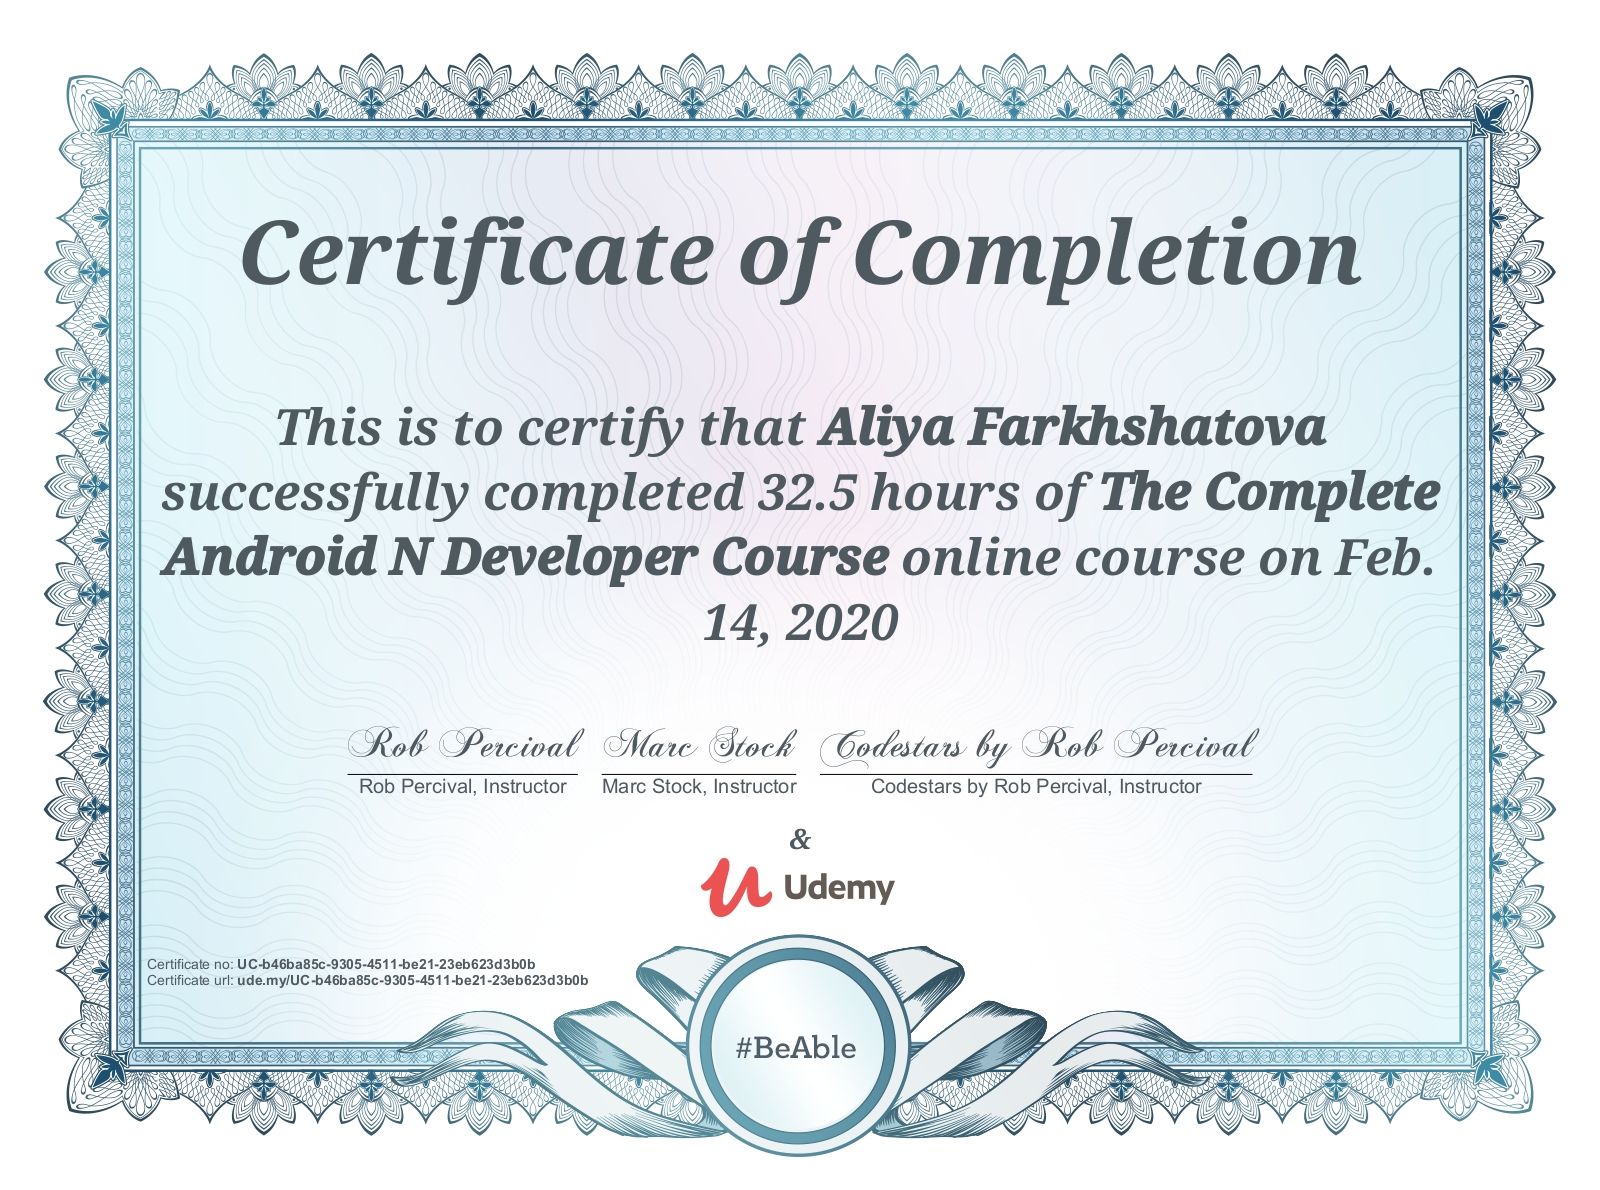 Certificate of Completion
This is to certify that Aliya Farkhshatova
successfully completed 32.5 hours of The Complete
Android N Developer Course online course on Feb.
14, 2020
Rob Percival Marc Stock Codestars by Rob Percival
Rob Percival, Instructor Marc Stock, Instructor Codestars by Rob Percival, Instructor
&
Udemy
Certificate no: UC-b46ba85c-9305-4511-be21-23eb623d3b0b
Certificate url: ude.my/UC-b46ba85c-9305-4511-be21-23eb623d3b0b
#BeAble